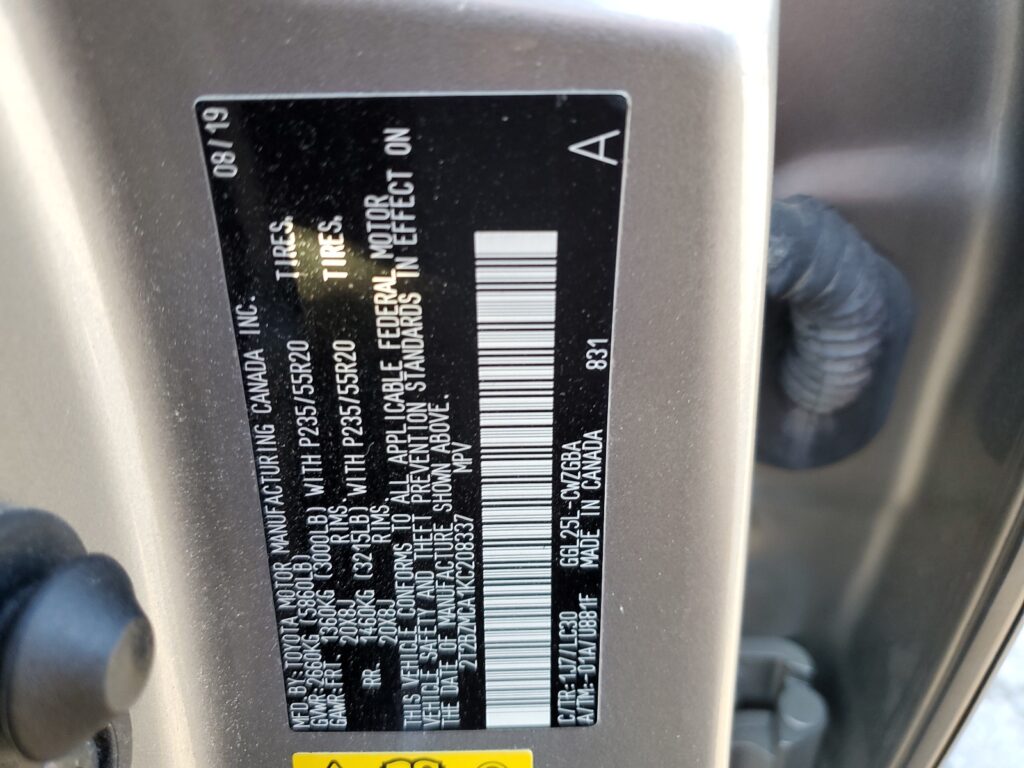 MFD.BY:TOYOTA MOTOR MANUFACTURING CANADA INC. 08/19
GVWR:2660KG (5860LB)
GAWR:FRT 1360KG (3000LB) WITH P235/55R20 TIRES.
20X8J RIMS.
RR. 1460KG (3215LB) WITH P235/55R20 TIRES.
20X8J RIMS.
THIS VEHICLE CONFORMS TO ALL APPLICABLE FEDERAL MOTOR
VEHICLE SAFETY AND THEFT PREVENTION STANDARDS IN EFFECT ON
THE DATE OF MANUFACTURE SHOWN ABOVE.
2T2BZMCA1KC208337 MPV
C/TR:1J7/LC30 GGL25L-CWZGBA
A/TM:-01A/U881F MADE IN CANADA 831
A